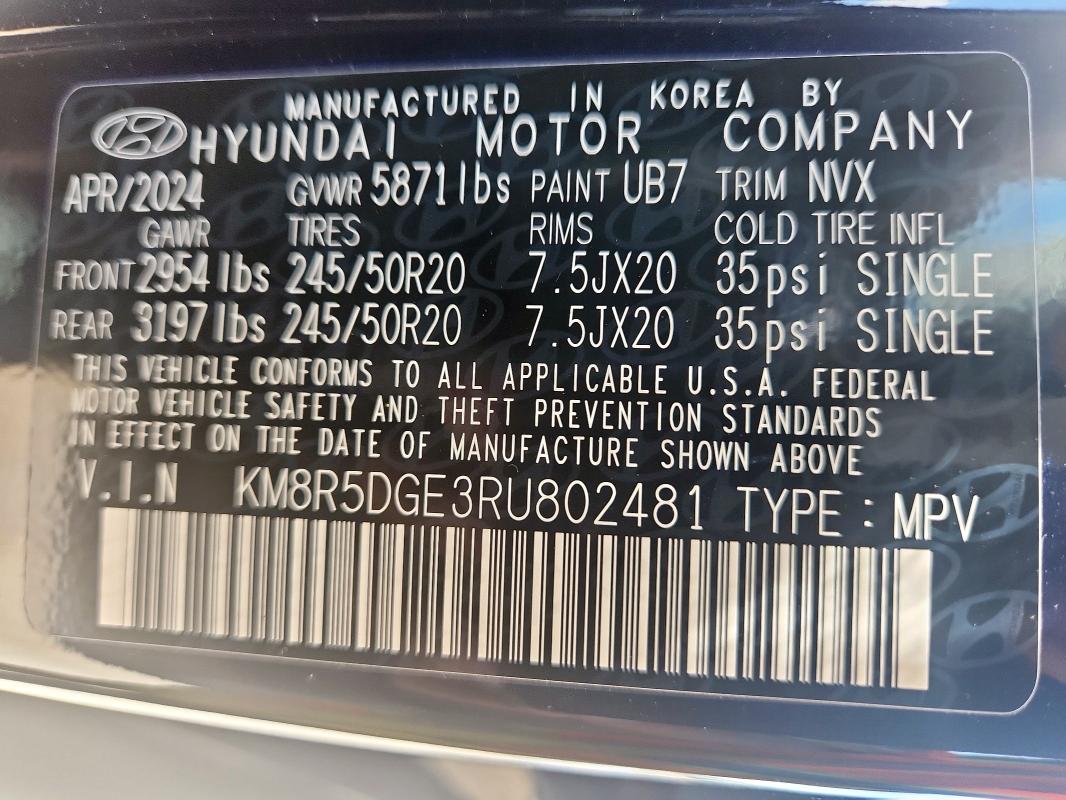 MANUFACTURED IN KOREA BY
HYUNDAI MOTOR COMPANY
APR/2024 GVWR 5871lbs PAINT UB7 TRIM NVX
GAWR TIRES RIMS COLD TIRE INFL
FRONT 2954lbs 245/50R20 7.5JX20 35psi SINGLE
REAR 3197lbs 245/50R20 7.5JX20 35psi SINGLE
THIS VEHICLE CONFORMS TO ALL APPLICABLE U.S.A. FEDERAL
MOTOR VEHICLE SAFETY AND THEFT PREVENTION STANDARDS
IN EFFECT ON THE DATE OF MANUFACTURE SHOWN ABOVE
V.I.N KM8R5DGE3RU802481 TYPE : MPV